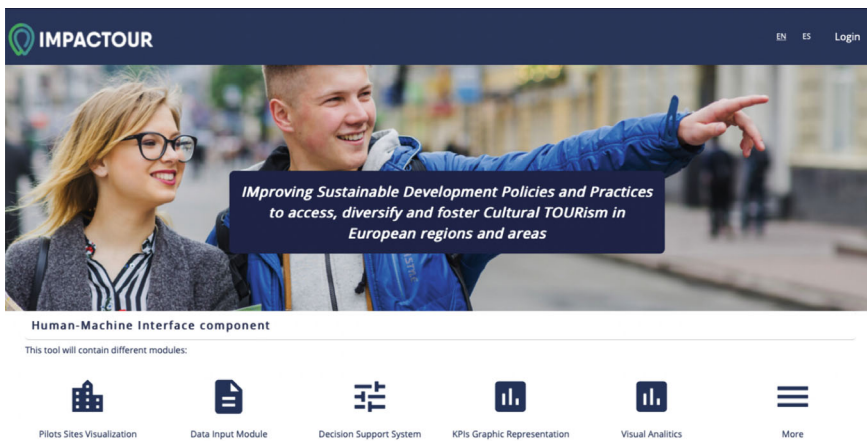 IMPACTOUR
EN ES Login
IMproving Sustainable Development Policies and Practices
to access, diversify and foster Cultural TOURism in
European regions and areas
Human-Machine Interface component
This tool will contain different modules:
Pilots Sites Visualization Data Input Module Decision Support System KPIs Graphic Representation Visual Analitics More